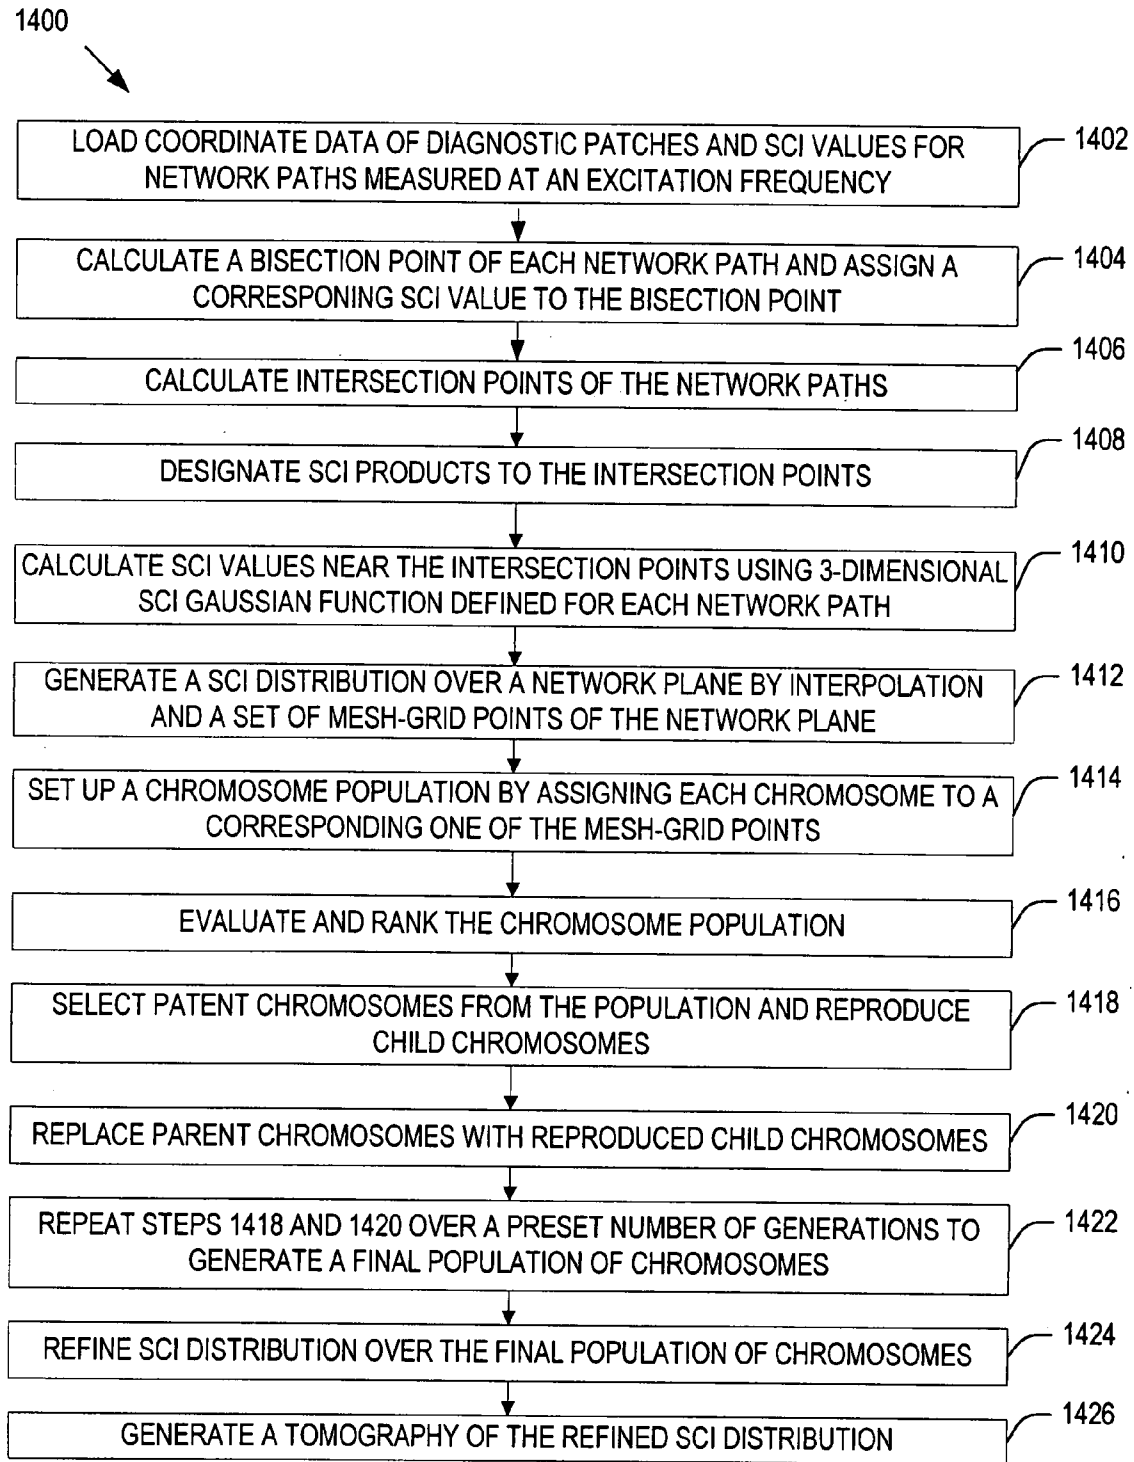 1400
LOAD COORDINATE DATA OF DIAGNOSTIC PATCHES AND SCI VALUES FOR
NETWORK PATHS MEASURED AT AN EXCITATION FREQUENCY
1402
CALCULATE A BISECTION POINT OF EACH NETWORK PATH AND ASSIGN A
CORRESPONING SCI VALUE TO THE BISECTION POINT
1404
CALCULATE INTERSECTION POINTS OF THE NETWORK PATHS
1406
DESIGNATE SCI PRODUCTS TO THE INTERSECTION POINTS
1408
CALCULATE SCI VALUES NEAR THE INTERSECTION POINTS USING 3-DIMENSIONAL
SCI GAUSSIAN FUNCTION DEFINED FOR EACH NETWORK PATH
1410
GENERATE A SCI DISTRIBUTION OVER A NETWORK PLANE BY INTERPOLATION
AND A SET OF MESH-GRID POINTS OF THE NETWORK PLANE
1412
SET UP A CHROMOSOME POPULATION BY ASSIGNING EACH CHROMOSOME TO A
CORRESPONDING ONE OF THE MESH-GRID POINTS
1414
EVALUATE AND RANK THE CHROMOSOME POPULATION
1416
SELECT PATENT CHROMOSOMES FROM THE POPULATION AND REPRODUCE
CHILD CHROMOSOMES
1418
REPLACE PARENT CHROMOSOMES WITH REPRODUCED CHILD CHROMOSOMES
1420
REPEAT STEPS 1418 AND 1420 OVER A PRESET NUMBER OF GENERATIONS TO
GENERATE A FINAL POPULATION OF CHROMOSOMES
1422
REFINE SCI DISTRIBUTION OVER THE FINAL POPULATION OF CHROMOSOMES
1424
GENERATE A TOMOGRAPHY OF THE REFINED SCI DISTRIBUTION
1426